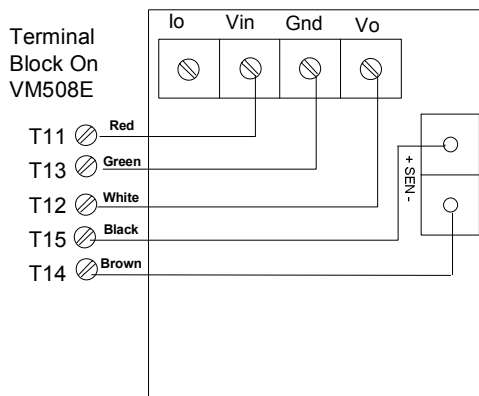 Terminal
Block On
VM508E
Io Vin Gnd Vo
T11 Red
T13 Green
T12 White
T15 Black
T14 Brown
+ SEN -